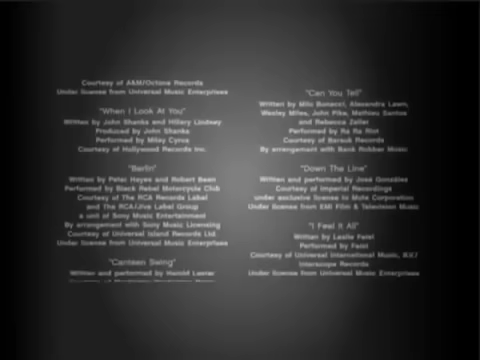 Courtesy of A&M/Octone Records
Under license from Universal Music Enterprises
"When I Look At You"
Written by John Shanks and Hillary Lindsey
Produced by John Shanks
Performed by Miley Cyrus
Courtesy of Hollywood Records Inc.
"Berlin"
Written by Peter Hayes and Robert Been
Performed by Black Rebel Motorcycle Club
Courtesy of The RCA Records Label
and The RCA/Jive Label Group
a unit of Sony Music Entertainment
By arrangement with Sony Music Licensing
Courtesy of Universal Island Records Ltd
Under license from Universal Music Enterprises
"Canteen Swing"
Written and performed by Harold
"Can You Tell"
Written by Milo Bonacci, Alexandra Lawn,
Wesley Miles, John Pike, Mathieu Santos
and Rebecca Zeller
Performed by Ra Ra Riot
Courtesy of Barsuk Records
By arrangement with Bank Robber Music
"Down The Line"
Written and performed by José González
Courtesy of Imperial Recordings
under exclusive license to Mute Corporation
Under license from EMI Film & Television Music
"I Feel It All"
Written by Leslie Feist
Performed by Feist
Courtesy of Universal International Music, B.V./
Interscope Records
Under license from Universal Music Enterprises